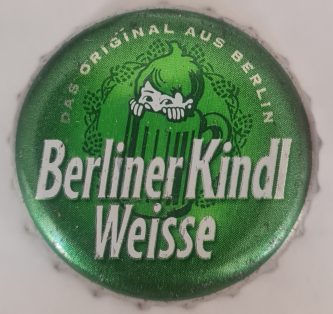 DAS ORIGINAL AUS BERLIN
Berliner Kindl
Weisse